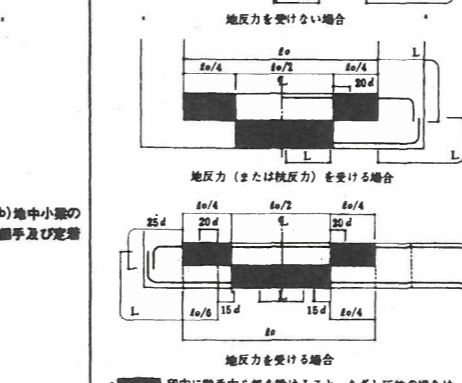 地反力を受けない場合
ℓo
ℓo/4 ℓo/2 ℓo/4 L
℄ 20d
L L
地反力（または杭反力）を受ける場合
b)地中小梁の
継手及び定着
ℓo/4 ℓo/2 ℓo/4
25d 20d ℄ 20d
L ℓo/6 15d L 15d ℓo/4
ℓo
地反力を受ける場合